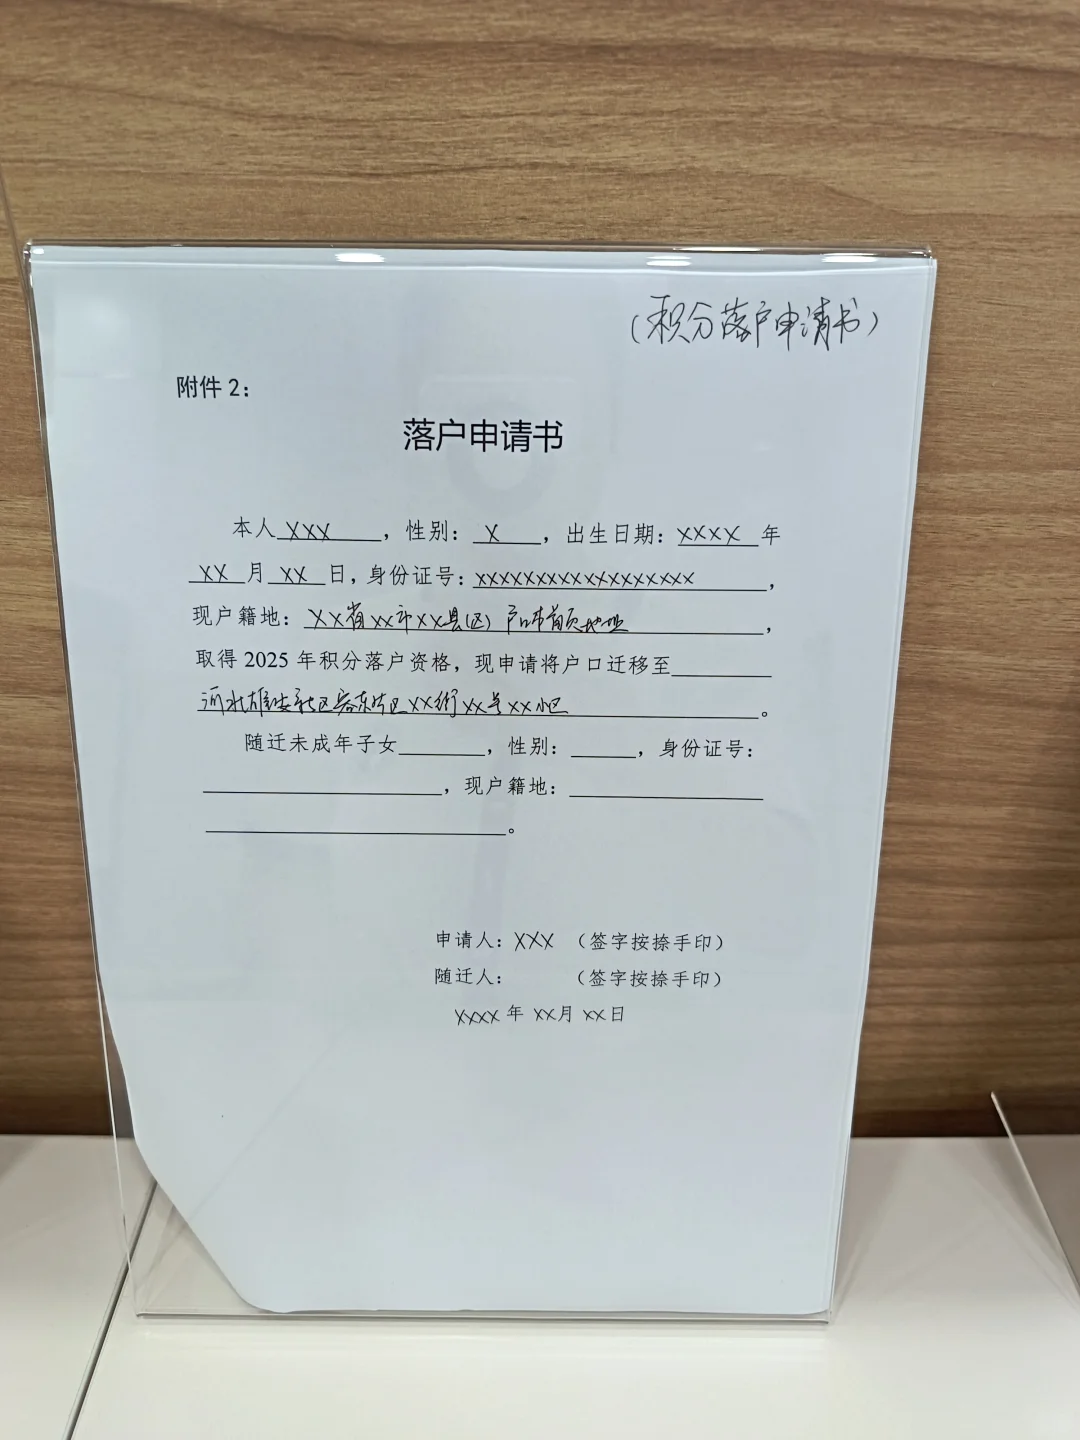 （积分落户申请书）
附件 2：
落户申请书
本人 XXX ，性别： X ，出生日期：XXXX 年
XX 月 XX 日，身份证号：XXXXXXXXXXXXXXXXXX ，
现户籍地： XX省XX市XX县(区) 户口本首页地址 ，
取得 2025 年积分落户资格，现申请将户口迁移至
河北雄安 社区容东片区XX街XX号XX小区 。
随迁未成年子女 ，性别： ，身份证号：
，现户籍地：
。
申请人：XXX （签字按捺手印）
随迁人： （签字按捺手印）
XXXX 年 XX月 XX日